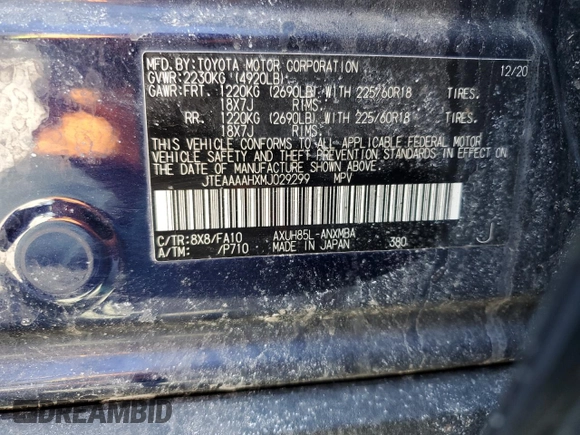 MFD. BY: TOYOTA MOTOR CORPORATION 12/20
GVWR: 2230KG (4920LB)
GAWR: FRT. 1220KG (2690LB) WITH 225/60R18 TIRES,
18X7J RIMS,
RR. 1220KG (2690LB) WITH 225/60R18 TIRES,
18X7J RIMS,
THIS VEHICLE CONFORMS TO ALL APPLICABLE FEDERAL MOTOR
VEHICLE SAFETY AND THEFT PREVENTION STANDARDS IN EFFECT ON
THE DATE OF MANUFACTURE SHOWN ABOVE.
JTEAAAAHXMJ029299 MPV
C/TR: 8X8/FA10 AXUH85L-ANXMBA
A/TM: /P710 MADE IN JAPAN 380 J
DREAMBID